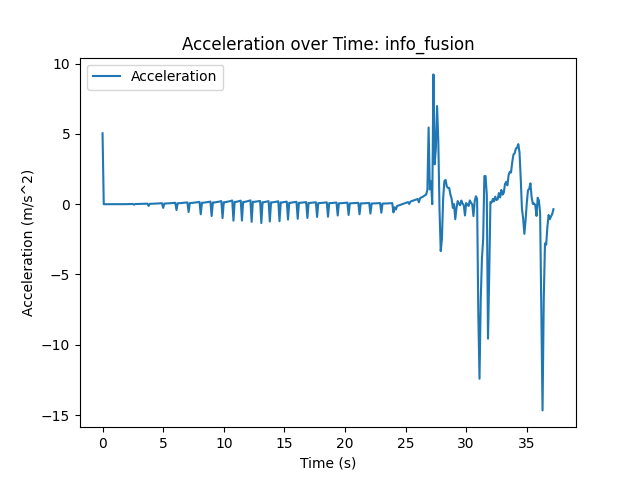 Acceleration over Time: info_fusion
Acceleration
10
5
0
−5
−10
−15
Acceleration (m/s^2)
0 5 10 15 20 25 30 35
Time (s)